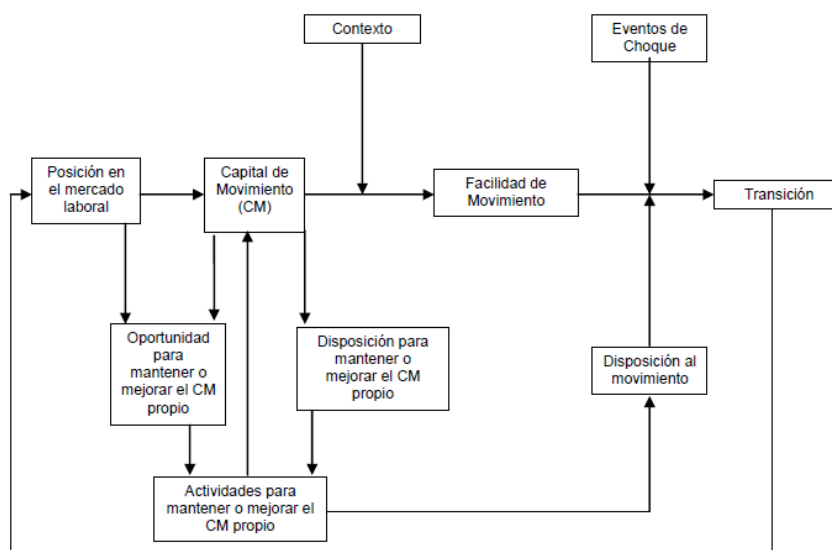 Contexto
Eventos de
Choque
Posición en
el mercado
laboral
Capital de
Movimiento
(CM)
Facilidad de
Movimiento
Transición
Oportunidad
para
mantener o
mejorar el CM
propio
Disposición para
mantener o
mejorar el CM
propio
Disposición al
movimiento
Actividades para
mantener o mejorar el
CM propio